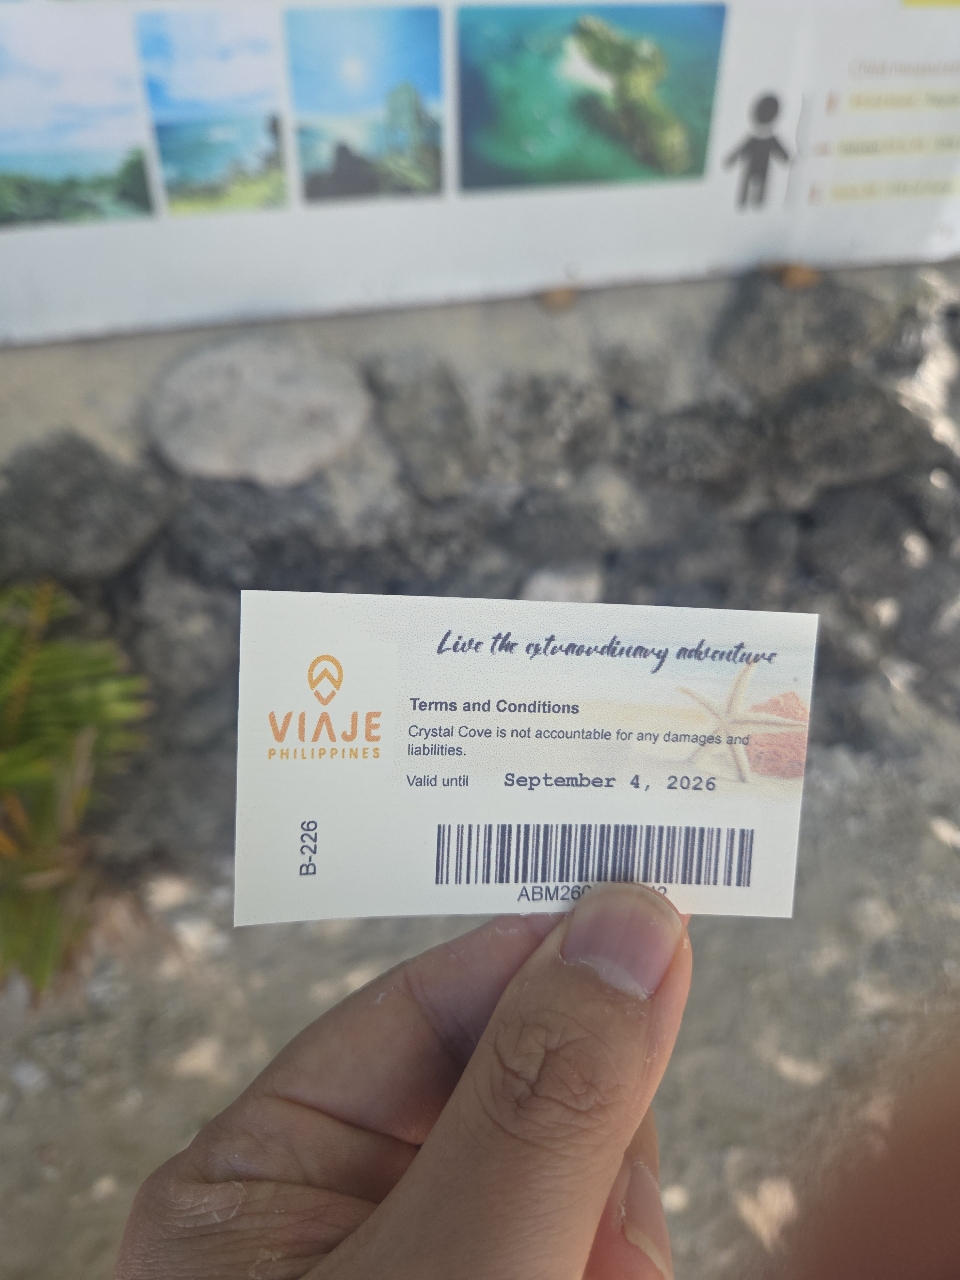 Live the extraordinary adventure
VIAJE
PHILIPPINES
Terms and Conditions
Crystal Cove is not accountable for any damages and
liabilities.
Valid until September 4, 2026
B-226